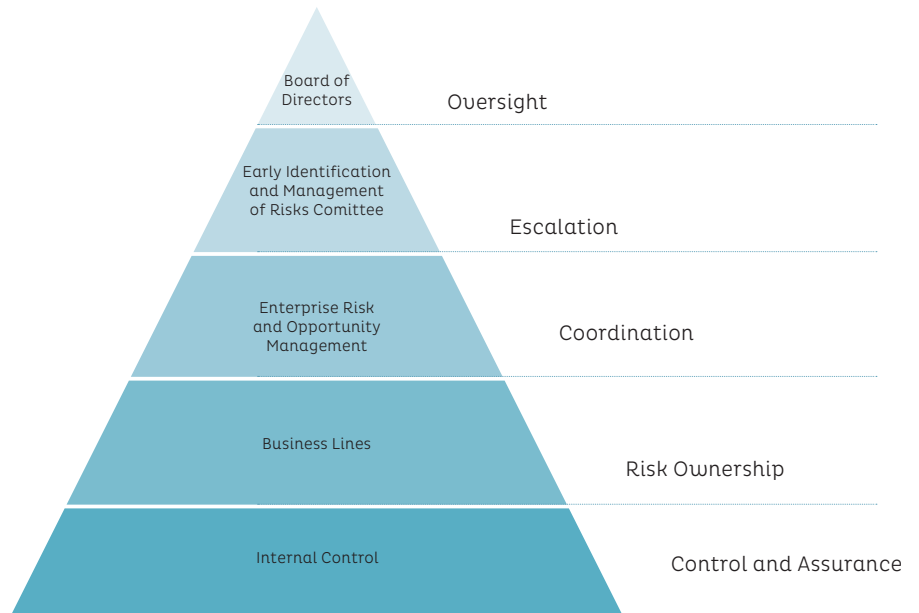 Board of
Directors
Oversight
Early Identification
and Management
of Risks Comittee
Escalation
Enterprise Risk
and Opportunity
Management
Coordination
Business Lines
Risk Ownership
Internal Control
Control and Assurance